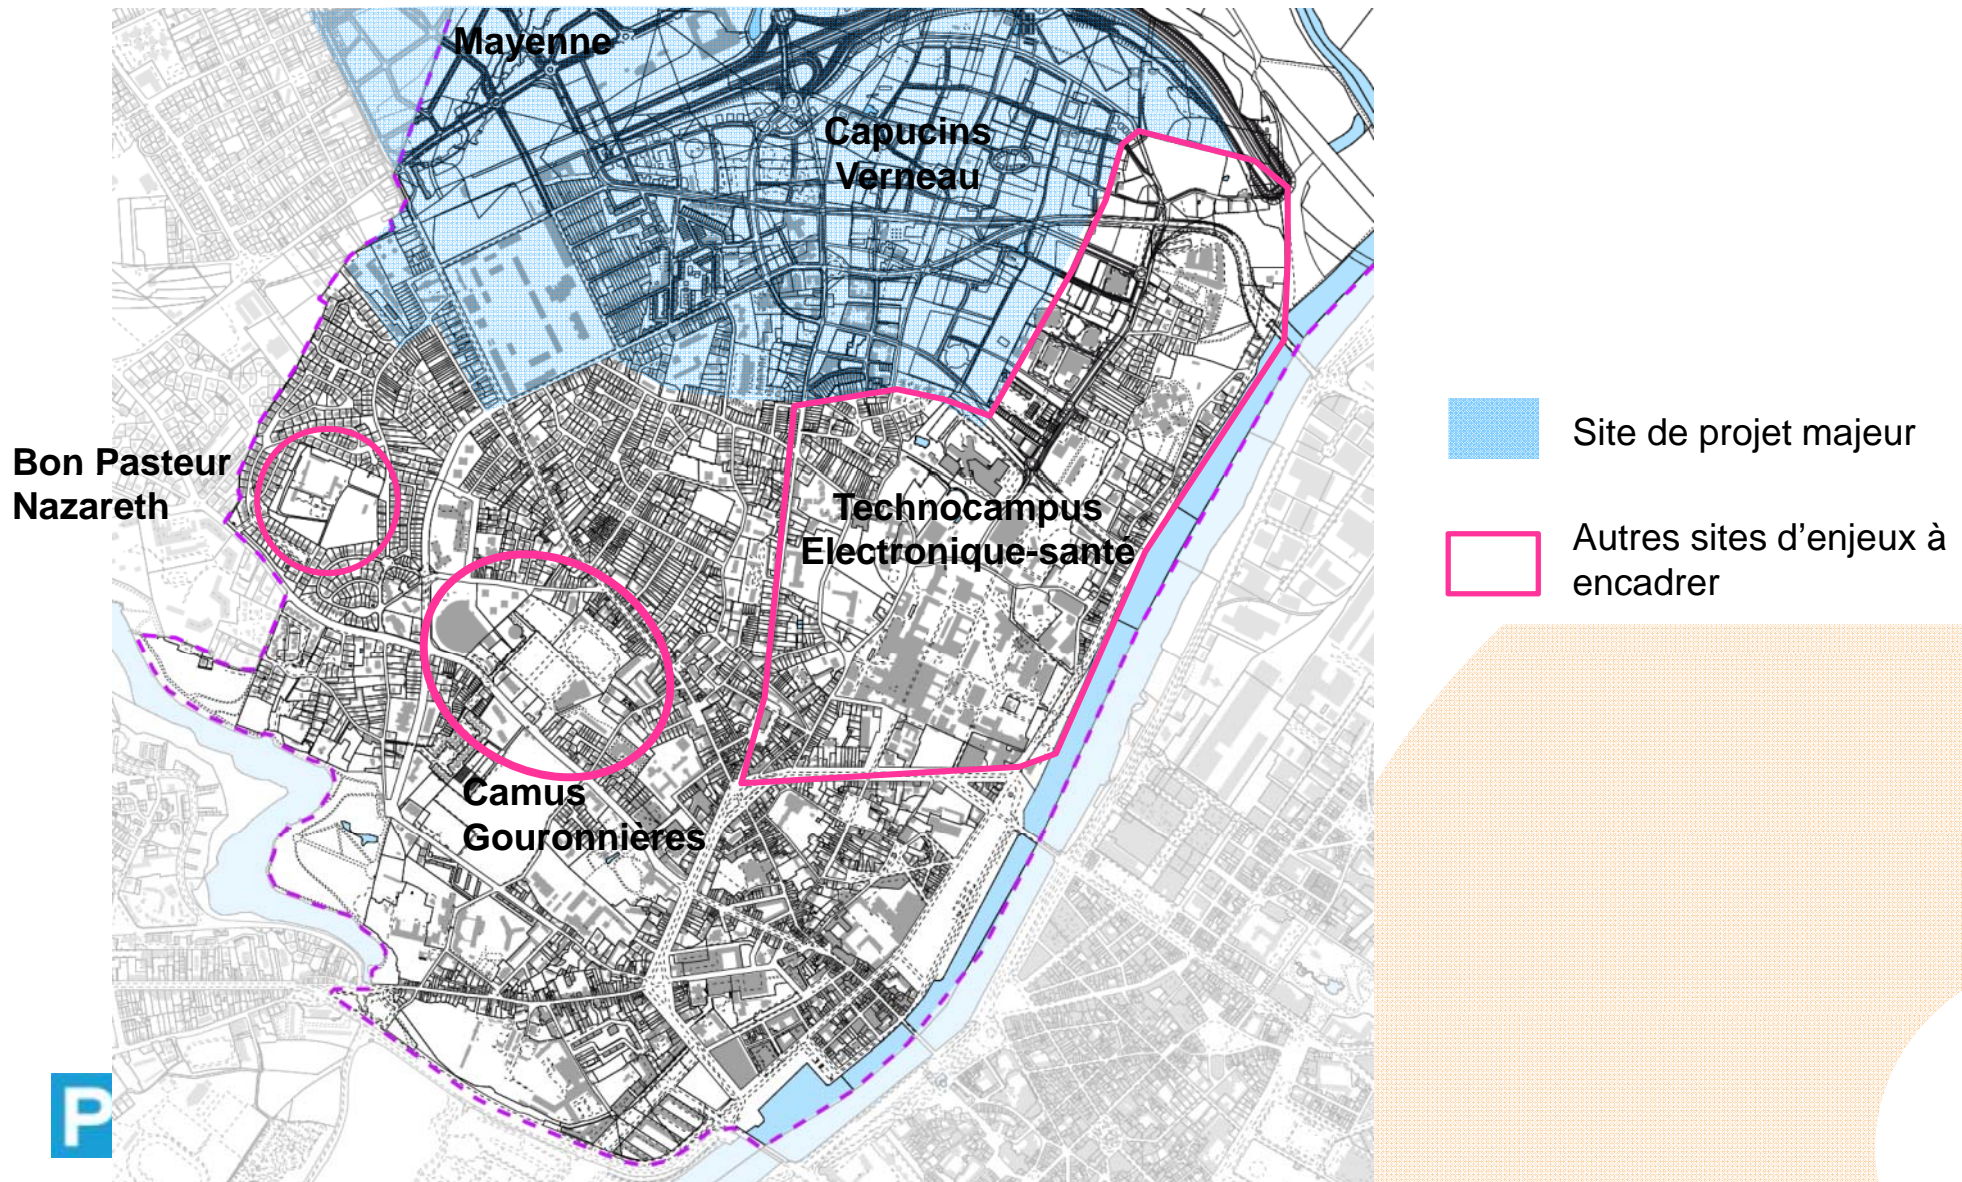 Mayenne
Capucins
Verneau
Bon Pasteur
Nazareth
Technocampus
Electronique-santé
Camus
Gouronnières
Site de projet majeur
Autres sites d’enjeux à
encadrer
P